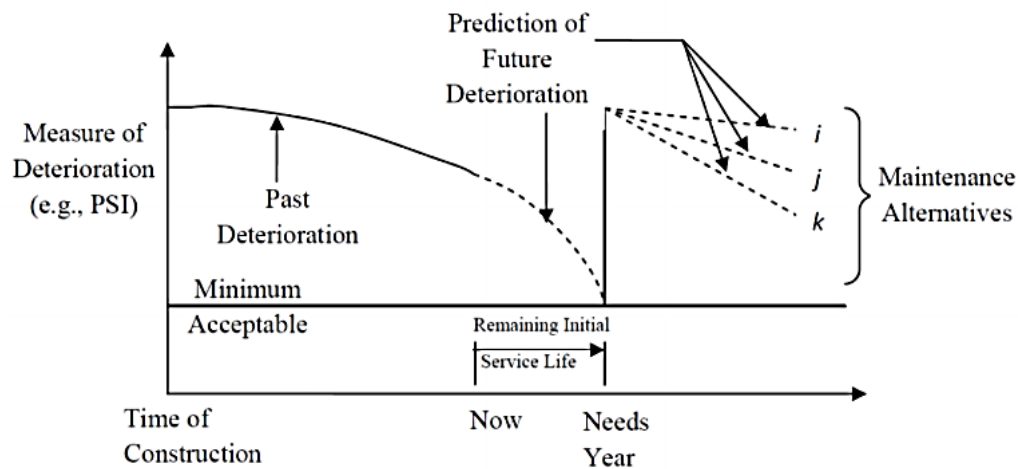 Prediction of
Future
Deterioration
Measure of
Deterioration
(e.g., PSI)
Past
Deterioration
i
j
k
Maintenance
Alternatives
Minimum
Acceptable
Remaining Initial
Service Life
Time of
Construction
Now
Needs
Year